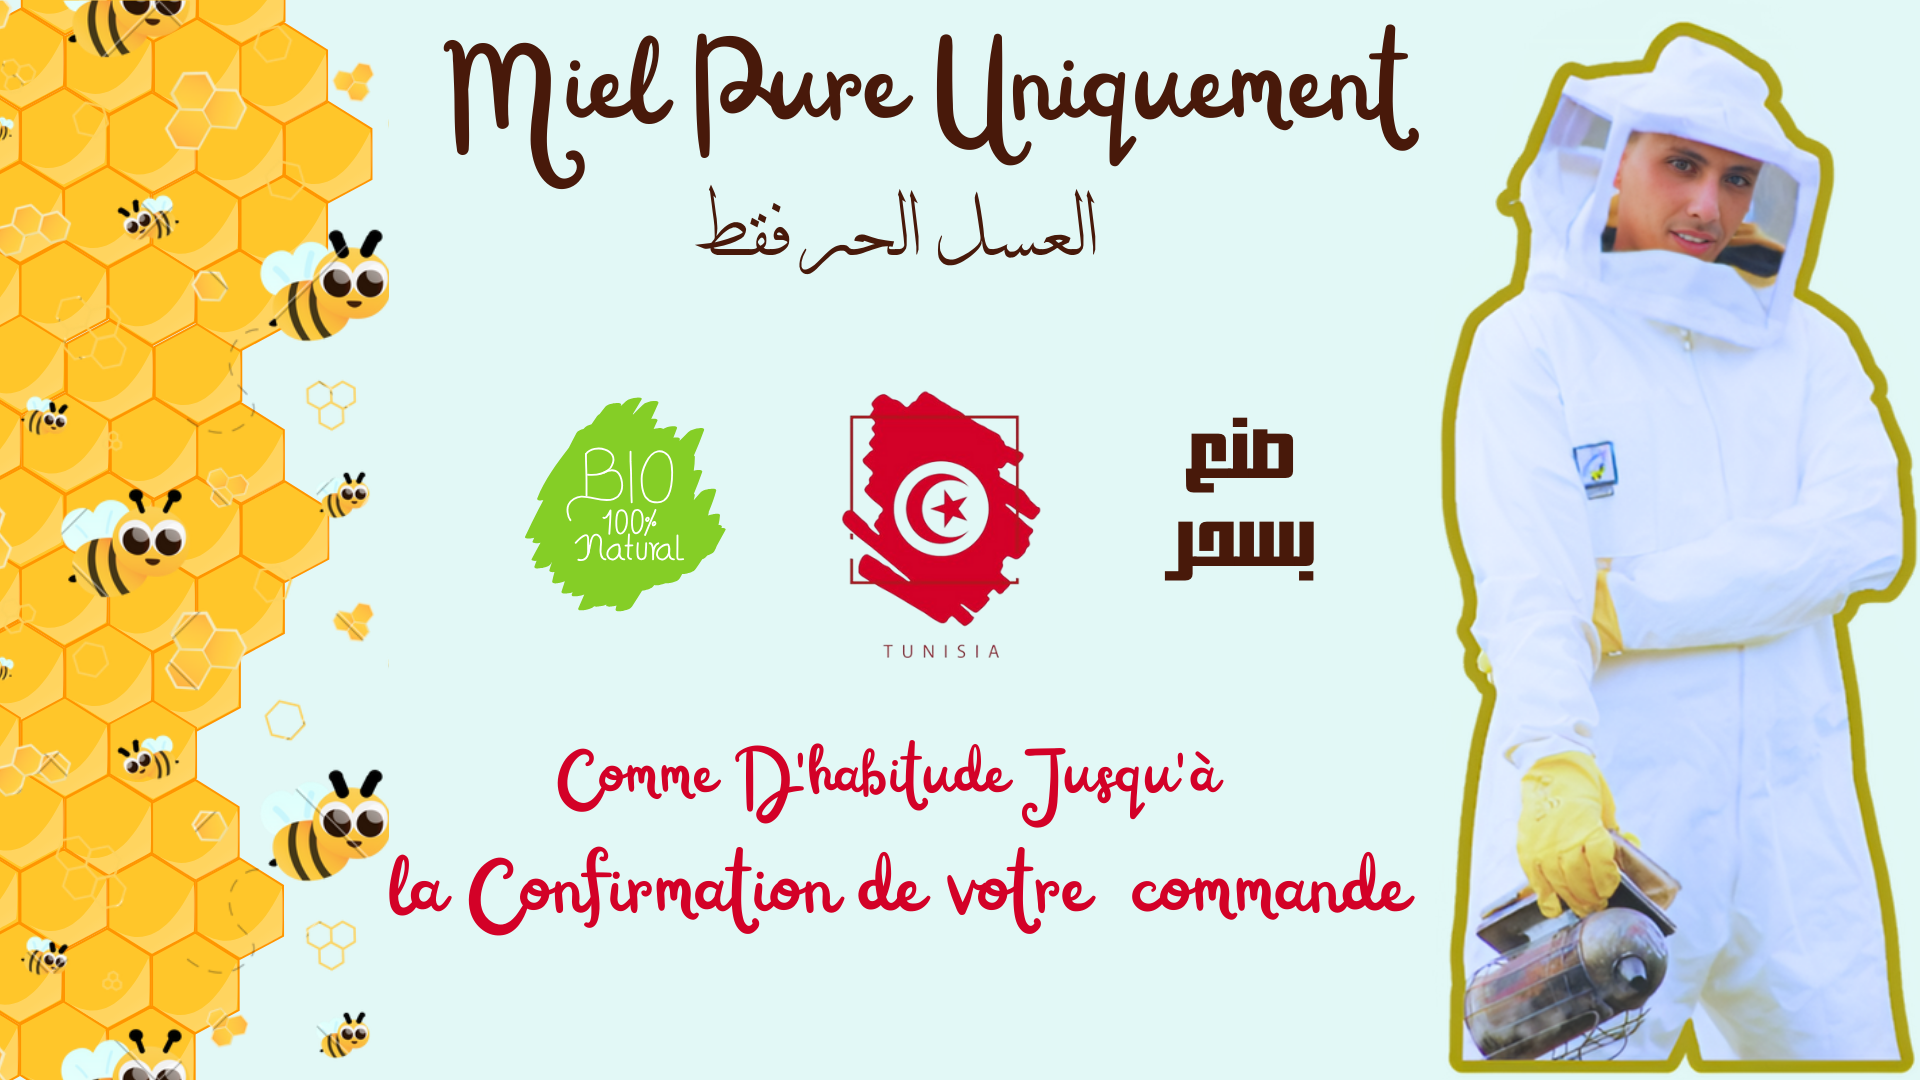 Miel Pure Uniquement
العسل الحر فقط
BIO
100%
Natural
TUNISIA
صنع
بسحر
Comme D'habitude Jusqu'à
la Confirmation de votre commande